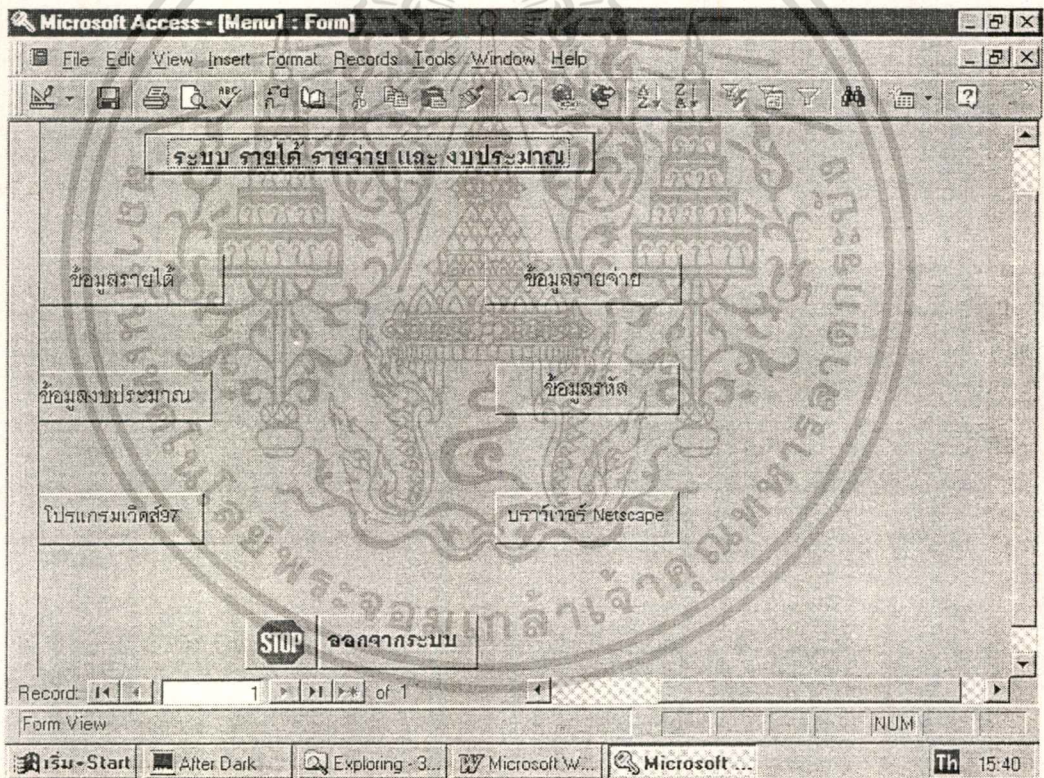 Microsoft Access - [Menu1 : Form]
File Edit View Insert Format Records Tools Window Help
ระบบ รายได้ รายจ่าย และ งบประมาณ
ข้อมูลรายได้ ข้อมูลรายจ่าย
ข้อมูลงบประมาณ ข้อมูลรหัส
โปรแกรมเวิดส์97 บราว์เวอร์ Netscape
STOP ออกจากระบบ
Record: 1 of 1
Form View NUM
เริ่ม-Start After Dark Exploring - 3... Microsoft W... Microsoft ... Th 15:40